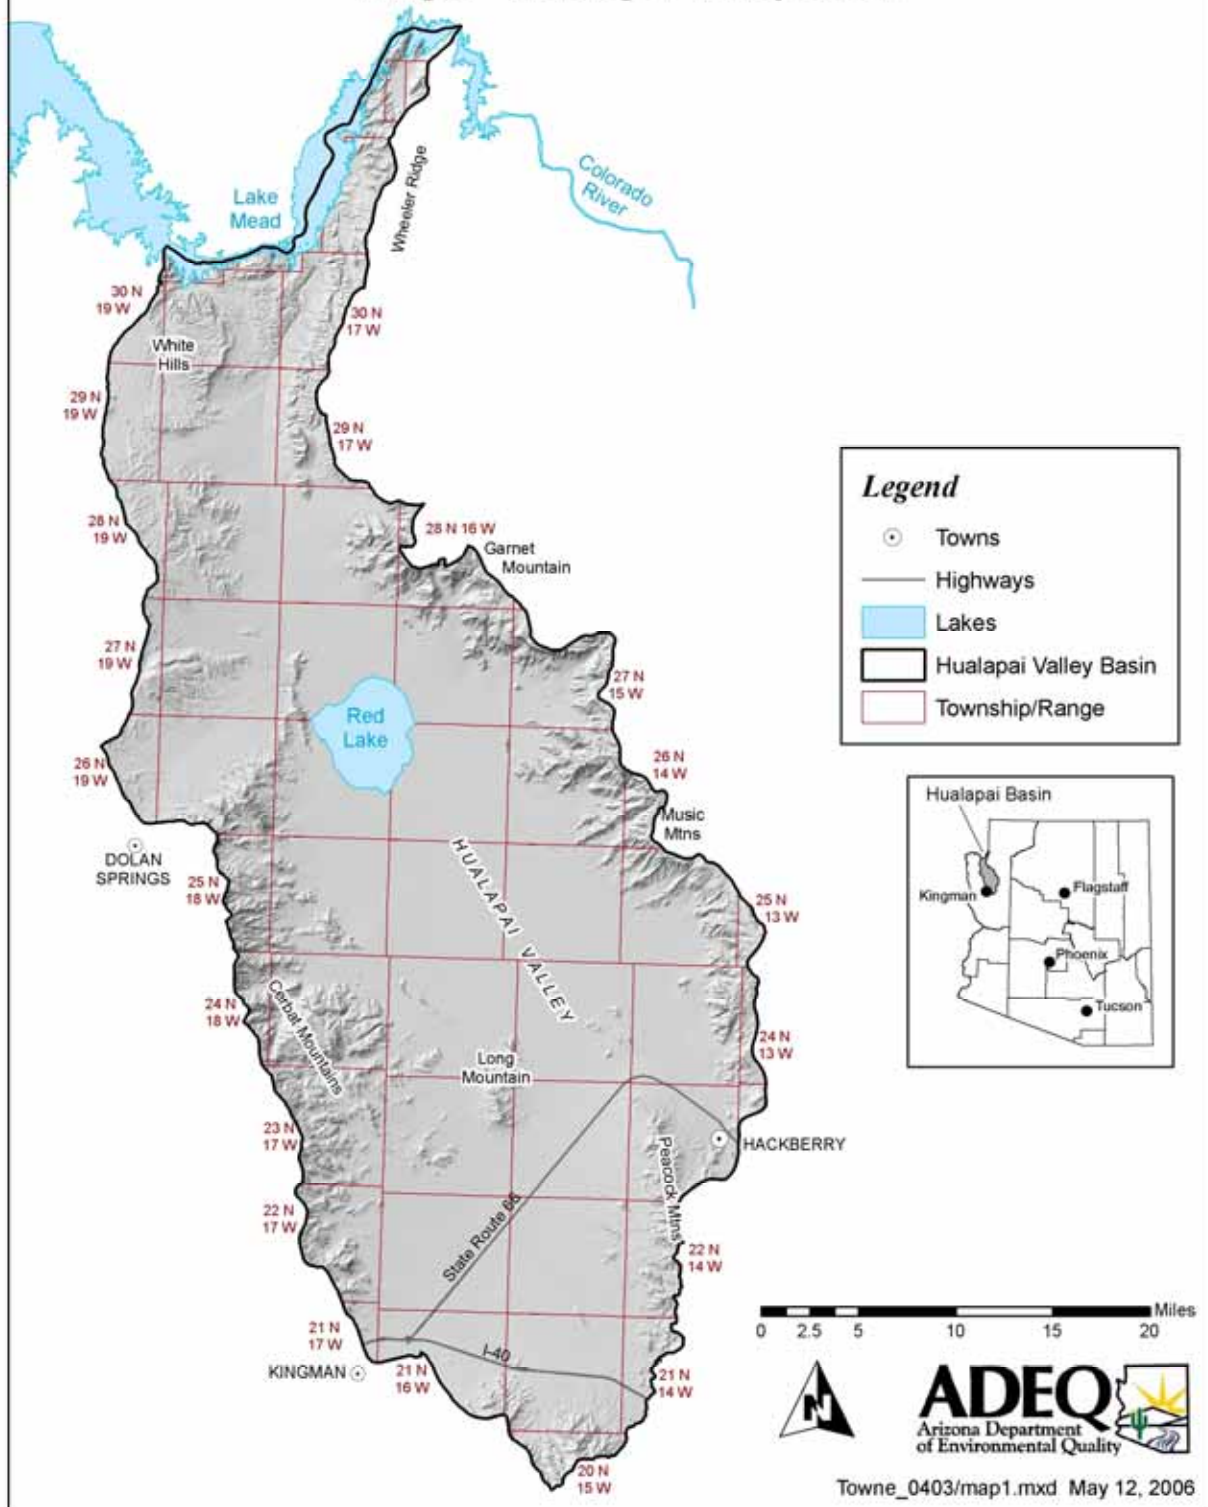 Lake
Mead
Colorado
River
Wheeler Ridge
30 N
19 W
30 N
17 W
White
Hills
29 N
19 W
29 N
17 W
28 N
19 W
28 N 16 W
Garnet
Mountain
27 N
19 W
27 N
15 W
Red
Lake
26 N
19 W
26 N
14 W
Music
Mtns
DOLAN
SPRINGS
25 N
18 W
25 N
13 W
HUALAPAI VALLEY
24 N
18 W
Cerbat Mountains
24 N
13 W
Long
Mountain
23 N
17 W
HACKBERRY
Peacock Mtns
22 N
17 W
State Route 66
22 N
14 W
21 N
17 W
KINGMAN
I-40
21 N
16 W
21 N
14 W
20 N
15 W
Legend
Towns
Highways
Lakes
Hualapai Valley Basin
Township/Range
Hualapai Basin
Kingman
Flagstaff
Phoenix
Tucson
Miles
0 2.5 5 10 15 20
N
ADEQ
Arizona Department
of Environmental Quality
Towne_0403/map1.mxd May 12, 2006